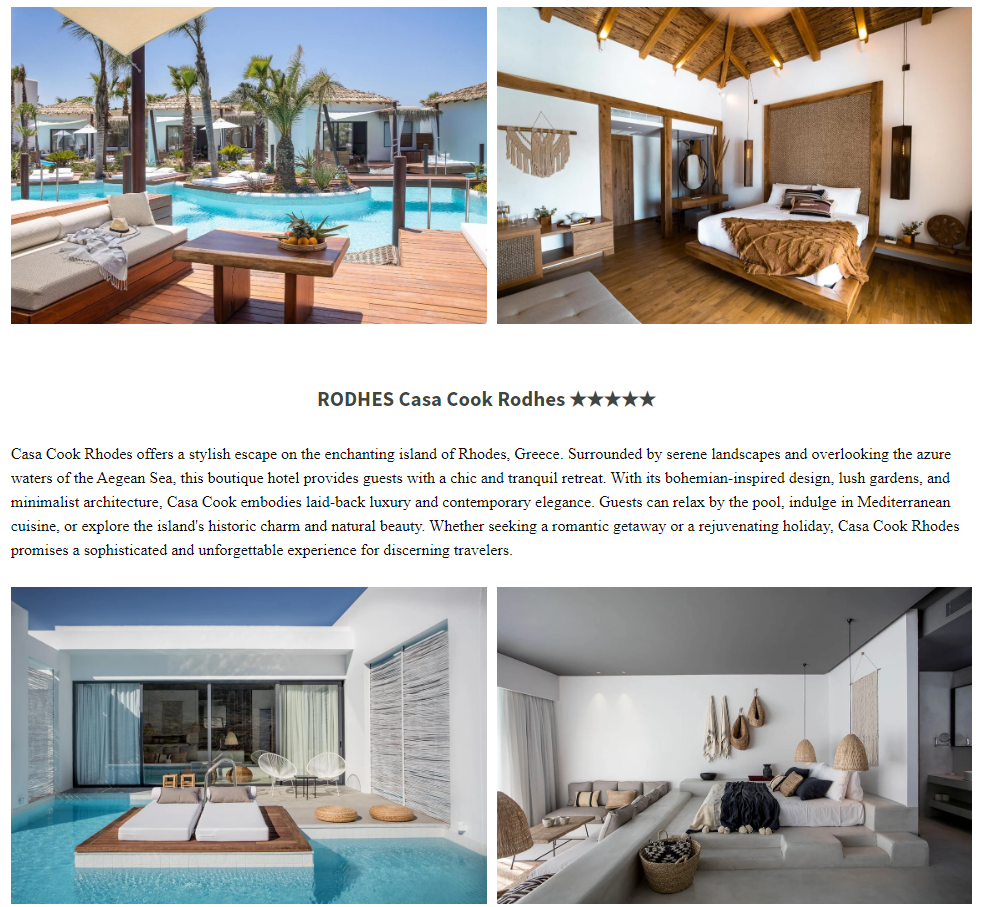 RODHES Casa Cook Rodhes ★★★★★
Casa Cook Rhodes offers a stylish escape on the enchanting island of Rhodes, Greece. Surrounded by serene landscapes and overlooking the azure
waters of the Aegean Sea, this boutique hotel provides guests with a chic and tranquil retreat. With its bohemian-inspired design, lush gardens, and
minimalist architecture, Casa Cook embodies laid-back luxury and contemporary elegance. Guests can relax by the pool, indulge in Mediterranean
cuisine, or explore the island's historic charm and natural beauty. Whether seeking a romantic getaway or a rejuvenating holiday, Casa Cook Rhodes
promises a sophisticated and unforgettable experience for discerning travelers.